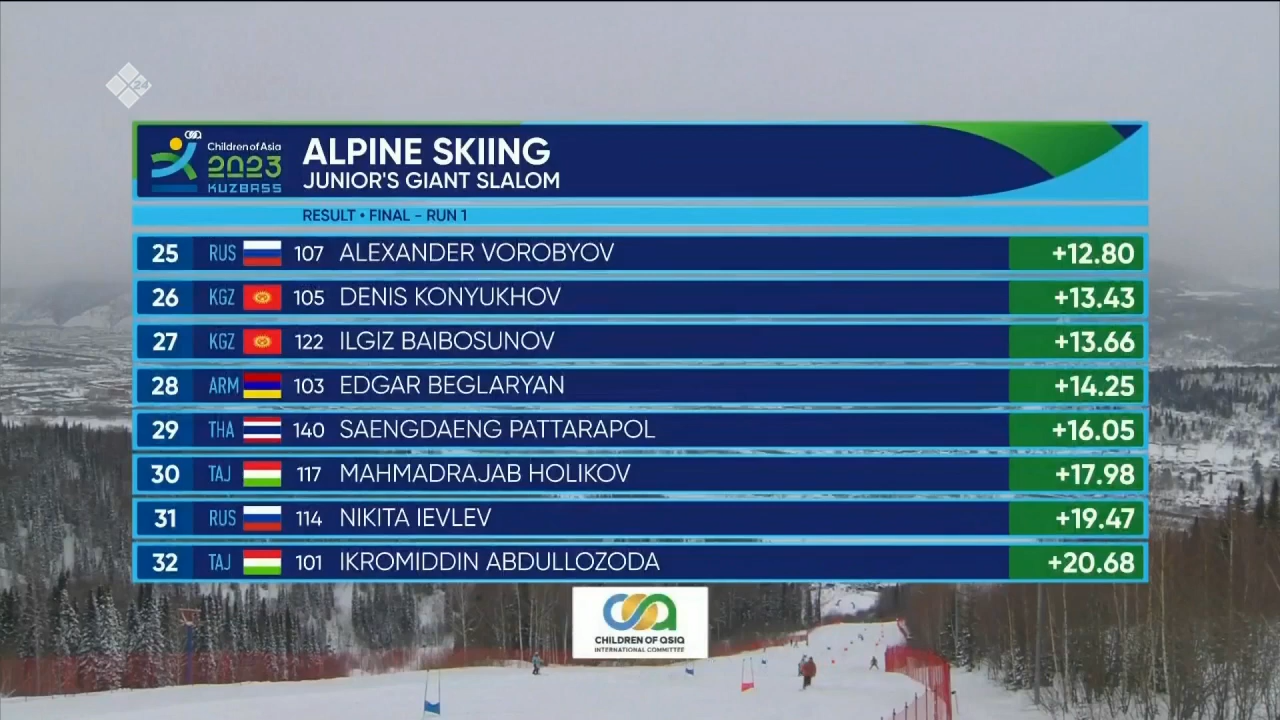 24
Children of Asia
2023
KUZBASS
ALPINE SKIING
JUNIOR'S GIANT SLALOM
RESULT • FINAL - RUN 1
25 RUS 107 ALEXANDER VOROBYOV +12.80
26 KGZ 105 DENIS KONYUKHOV +13.43
27 KGZ 122 ILGIZ BAIBOSUNOV +13.66
28 ARM 103 EDGAR BEGLARYAN +14.25
29 THA 140 SAENGDAENG PATTARAPOL +16.05
30 TAJ 117 MAHMADRAJAB HOLIKOV +17.98
31 RUS 114 NIKITA IEVLEV +19.47
32 TAJ 101 IKROMIDDIN ABDULLOZODA +20.68
CHILDREN OF ASIA
INTERNATIONAL COMMITTEE